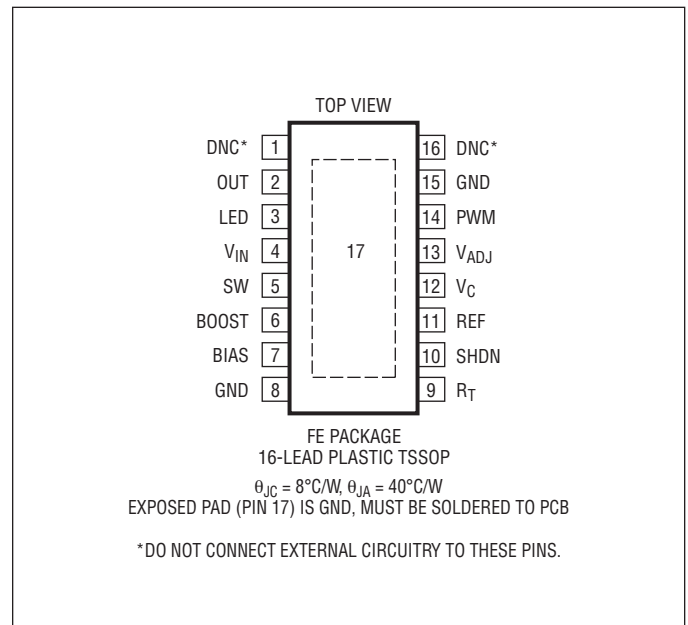 TOP VIEW
DNC* 1 16 DNC*
OUT 2 15 GND
LED 3 14 PWM
VIN 4 17 13 VADJ
SW 5 12 VC
BOOST 6 11 REF
BIAS 7 10 SHDN
GND 8 9 RT
FE PACKAGE
16-LEAD PLASTIC TSSOP
θJC = 8°C/W, θJA = 40°C/W
EXPOSED PAD (PIN 17) IS GND, MUST BE SOLDERED TO PCB
*DO NOT CONNECT EXTERNAL CIRCUITRY TO THESE PINS.